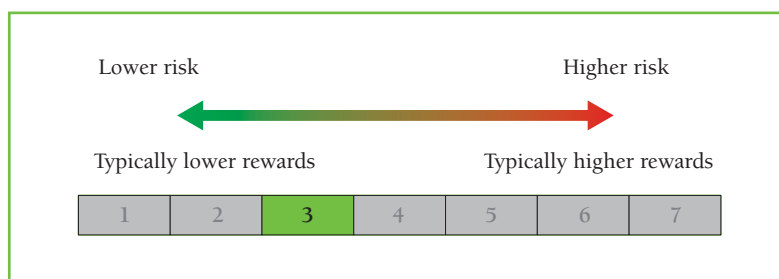 Lower risk Higher risk
Typically lower rewards Typically higher rewards
1 2 3 4 5 6 7